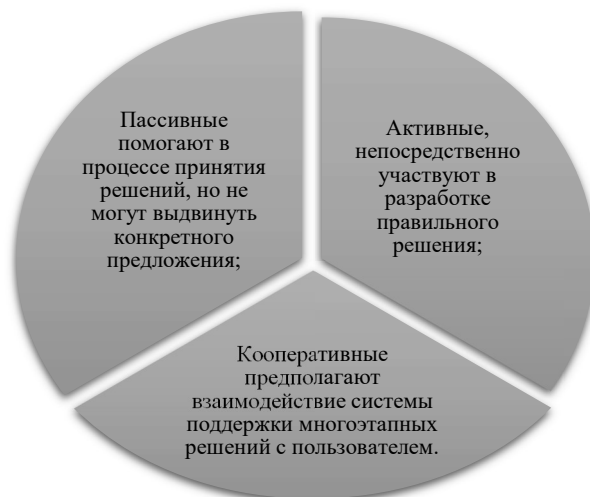 Пассивные
помогают в
процессе принятия
решений, но не
могут выдвинуть
конкретного
предложения;
Активные,
непосредственно
участвуют в
разработке
правильного
решения;
Кооперативные
предполагают
взаимодействие системы
поддержки многоэтапных
решений с пользователем.